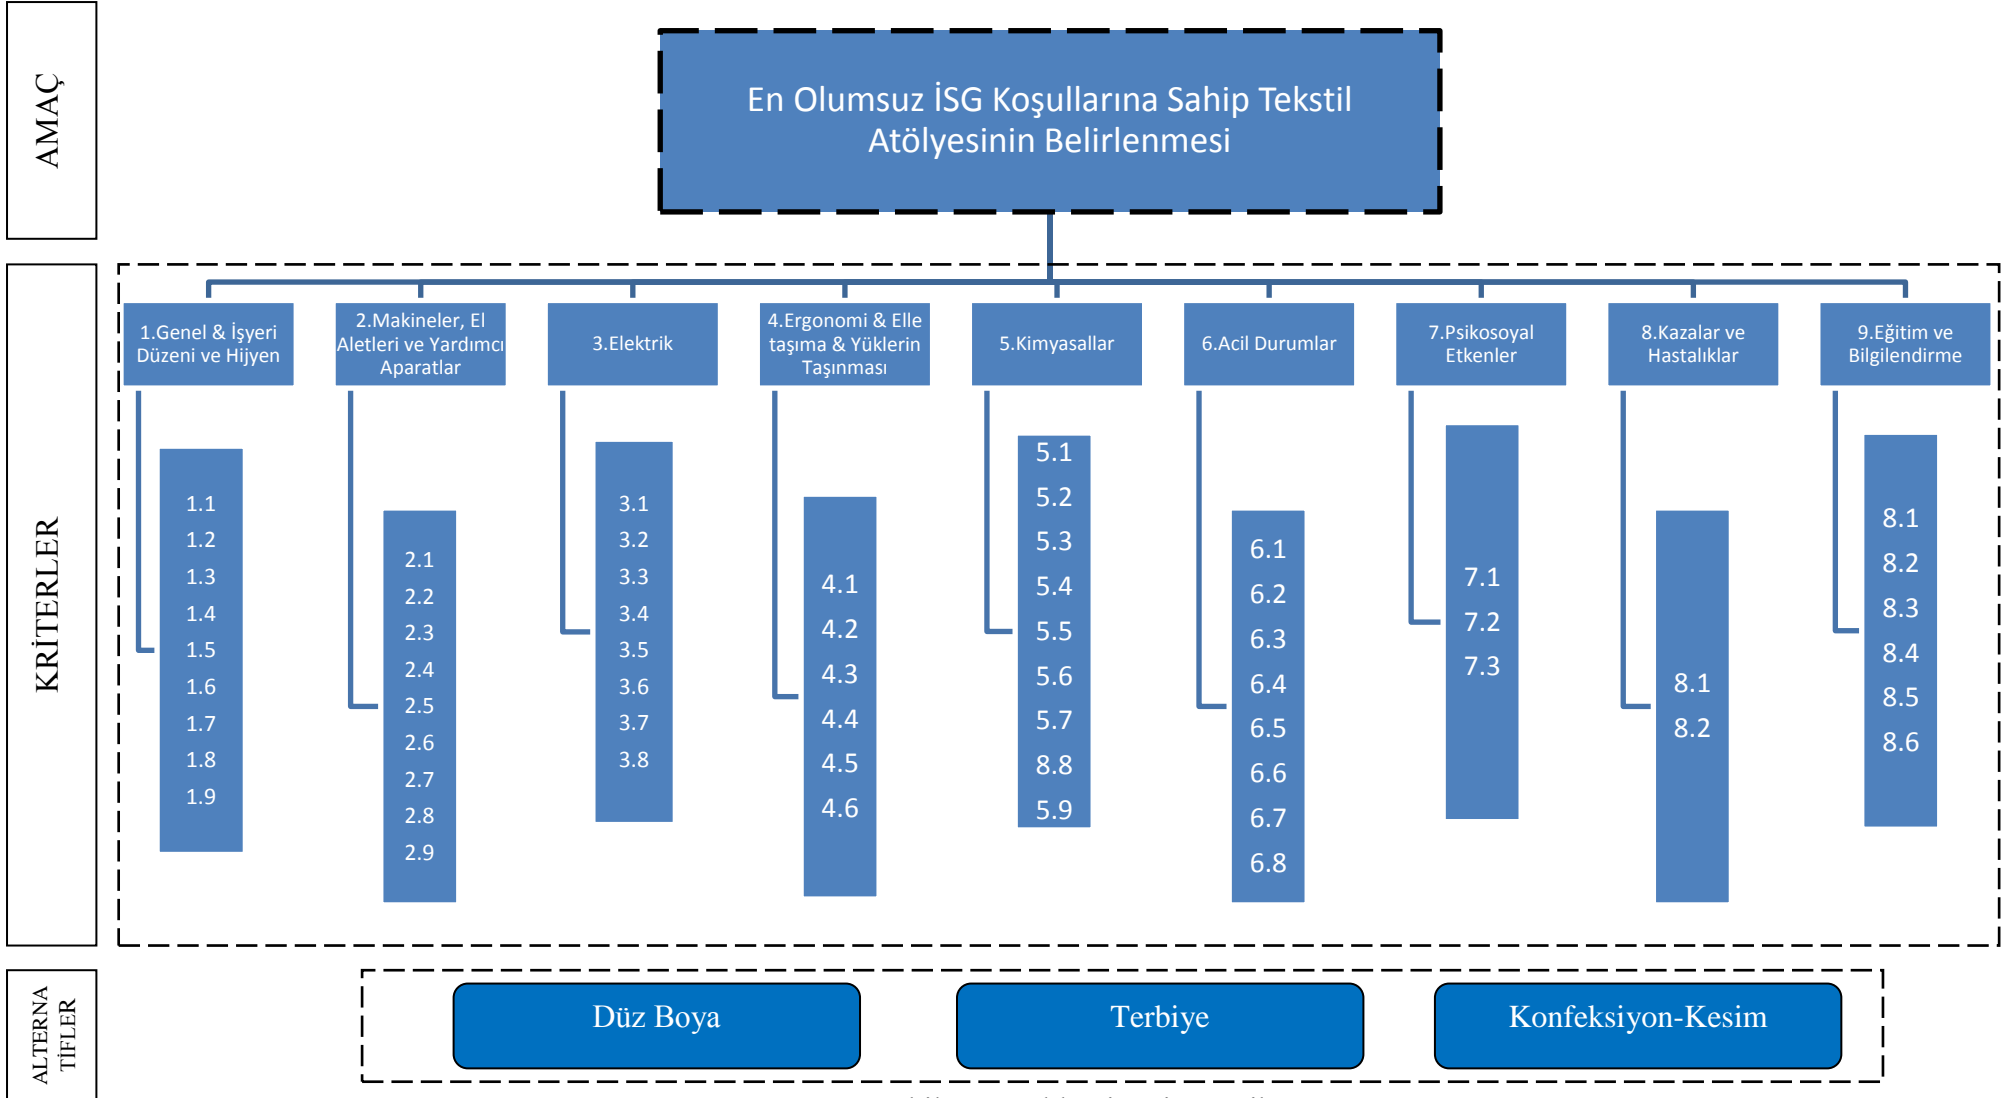 AMAÇ
En Olumsuz İSG Koşullarına Sahip Tekstil
Atölyesinin Belirlenmesi
KRİTERLER
1.Genel & İşyeri
Düzeni ve Hijyen
2.Makineler, El
Aletleri ve Yardımcı
Aparatlar
3.Elektrik
4.Ergonomi & Elle
taşıma & Yüklerin
Taşınması
5.Kimyasallar
6.Acil Durumlar
7.Psikosoyal
Etkenler
8.Kazalar ve
Hastalıklar
9.Eğitim ve
Bilgilendirme
1.1
1.2
1.3
1.4
1.5
1.6
1.7
1.8
1.9
2.1
2.2
2.3
2.4
2.5
2.6
2.7
2.8
2.9
3.1
3.2
3.3
3.4
3.5
3.6
3.7
3.8
4.1
4.2
4.3
4.4
4.5
4.6
5.1
5.2
5.3
5.4
5.5
5.6
5.7
8.8
5.9
6.1
6.2
6.3
6.4
6.5
6.6
6.7
6.8
7.1
7.2
7.3
8.1
8.2
8.1
8.2
8.3
8.4
8.5
8.6
ALTERNA
TİFLER
Düz Boya
Terbiye
Konfeksiyon-Kesim